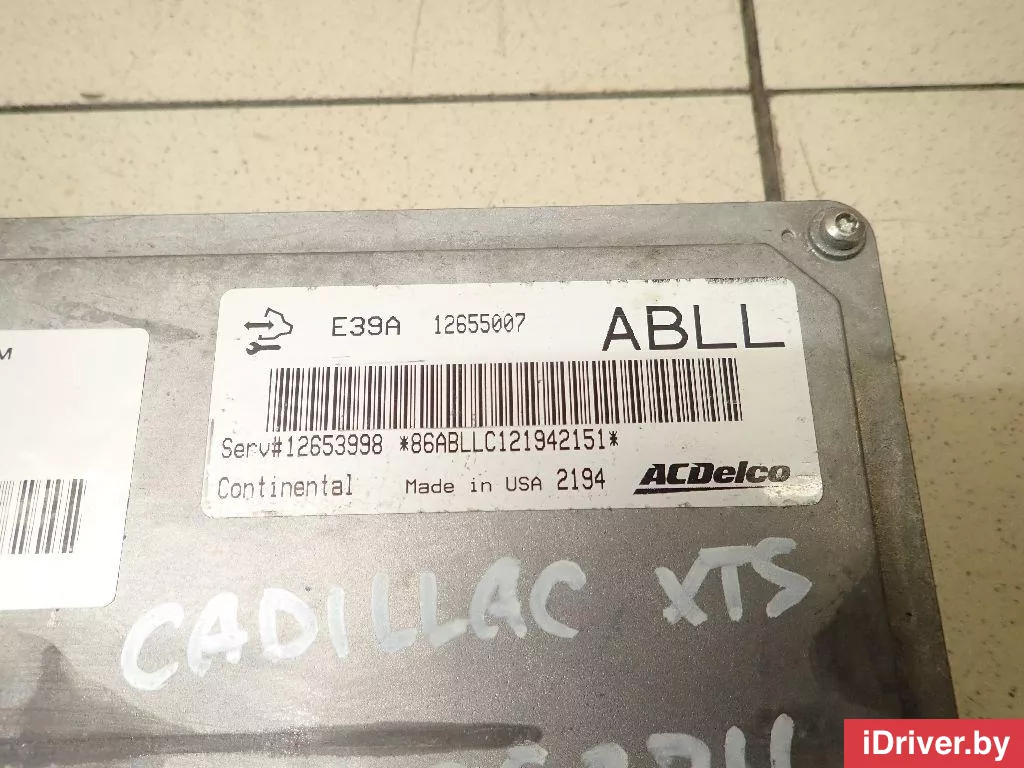 E39A 12655007 ABLL
Serv#12653998 *86ABLLC121942151*
Continental Made in USA 2194 ACDelco
CADILLAC XTS
iDriver.by